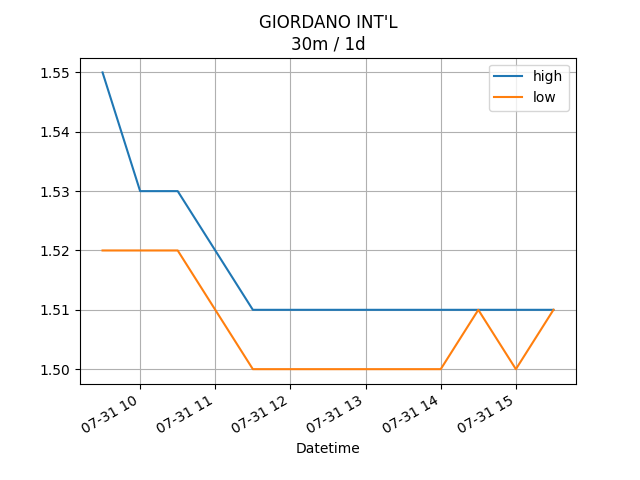 GIORDANO INT'L
30m / 1d
high
low
1.55
1.54
1.53
1.52
1.51
1.50
07-31 10
07-31 11
07-31 12
07-31 13
07-31 14
07-31 15
Datetime